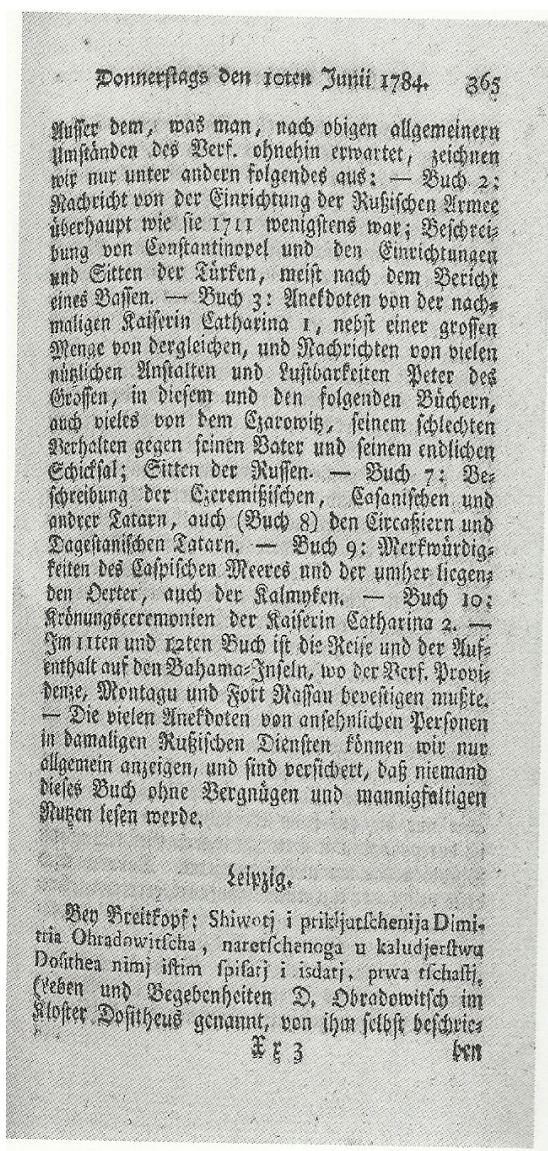 Donnerstags den 10ten Junii 1784. 365
Ausser dem, was man, nach obigen allgemeinern
Umständen des Verf. ohnehin erwartet, zeichnen
wir nur unter andern folgendes aus: — Buch 2:
Nachricht von der Einrichtung der Rußischen Armee
überhaupt wie sie 1711 wenigstens war; Beschrei-
bung von Constantinopel und den Einrichtungen
und Sitten der Türken, meist nach dem Bericht
eines Bassen. — Buch 3: Anekdoten von der nach-
maligen Kaiserin Catharina 1, nebst einer grossen
Menge von dergleichen, und Nachrichten von vielen
nützlichen Anstalten und Lustbarkeiten Peter des
Grossen, in diesem und den folgenden Büchern,
auch vieles von dem Czarowitz, seinem schlechten
Verhalten gegen seinen Vater und seinem endlichen
Schicksal; Sitten der Russen. — Buch 7: Be-
schreibung der Czeremißischen, Casanischen und
andrer Tatarn, auch (Buch 8) den Circaßiern und
Dagestanischen Tatarn. — Buch 9: Merkwürdig-
keiten des Caspischen Meeres und der umher liegen-
den Oerter, auch der Kalmyken. — Buch 10:
Krönungsceremonien der Kaiserin Catharina 2. —
Im 11ten und 12ten Buch ist die Reise und der Auf-
enthalt auf den Bahama-Inseln, wo der Verf. Provi-
denze, Montagu und Fort Nassau bevestigen mußte.
— Die vielen Anekdoten von ansehnlichen Personen
in damaligen Rußischen Diensten können wir nur
allgemein anzeigen, und sind versichert, daß niemand
dieses Buch ohne Vergnügen und mannigfaltigen
Nutzen lesen werde.
Leipzig.
Bey Breitkopf: Shiwotj i prikljutschenija Dimi-
tria Obradowitscha, naretschenoga u kaludjerstwu
Dosithea nimj istim spisatj i isdatj, prwa tschastj.
(Leben und Begebenheiten D. Obradowitsch im
Kloster Dositheus genannt, von ihm selbst beschrie-
X x 3 ben